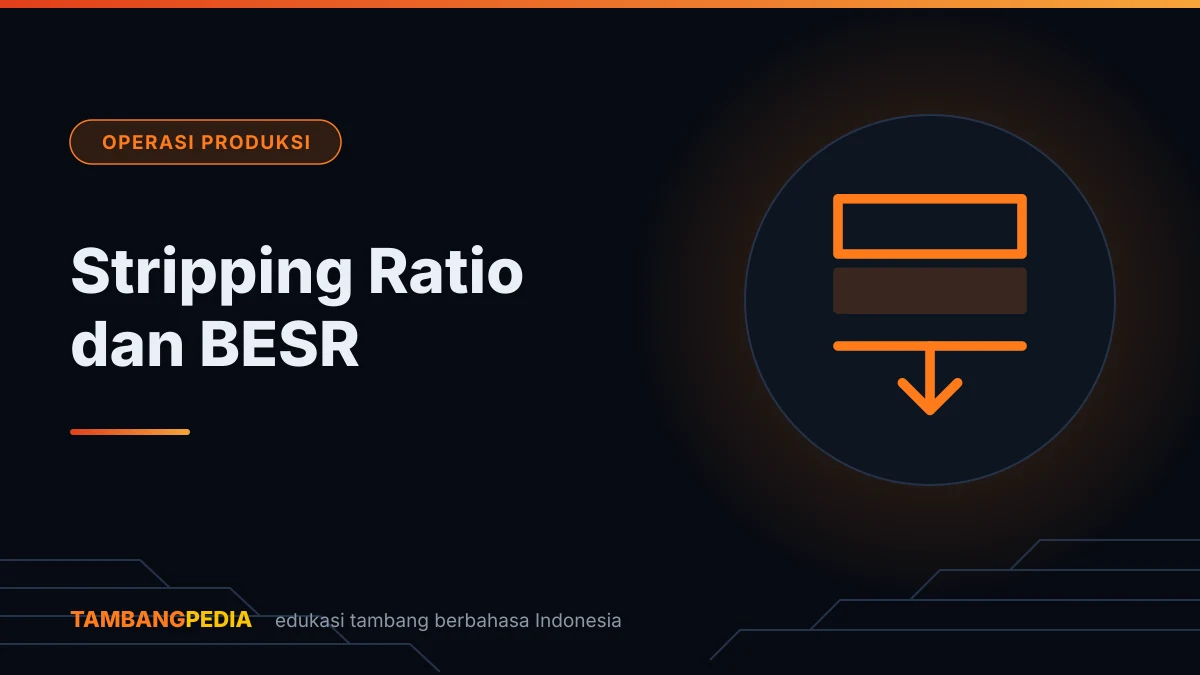 OPERASI PRODUKSI
Stripping Ratio
dan BESR
TAMBANGPEDIA edukasi tambang berbahasa Indonesia